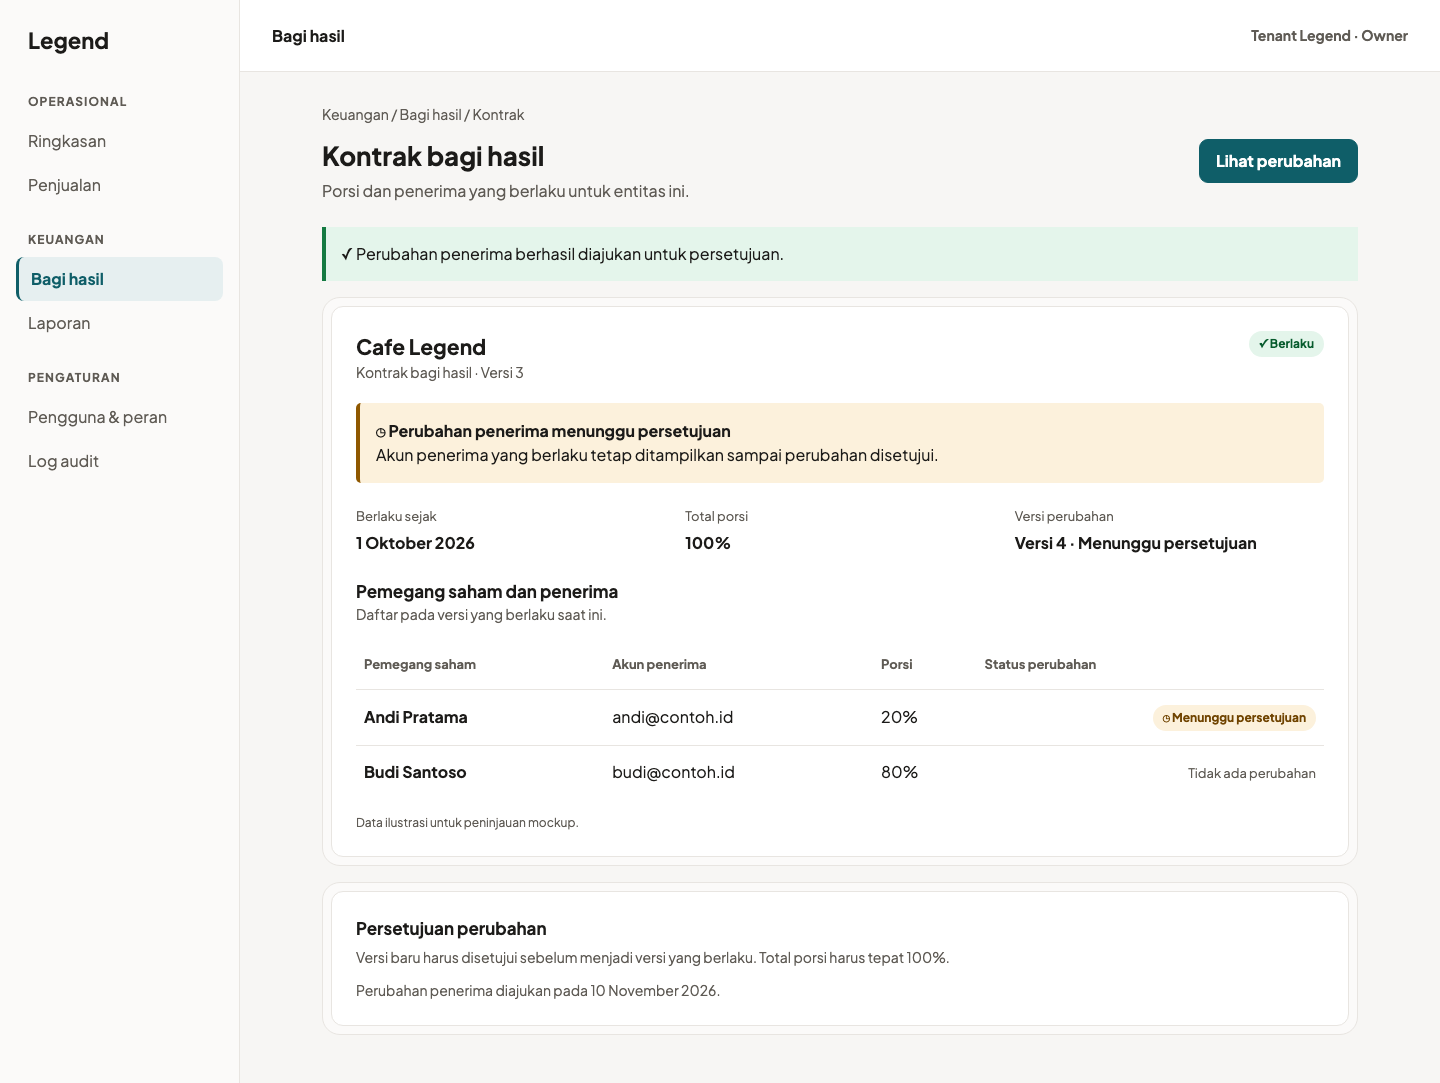 Legend
OPERASIONAL
Ringkasan
Penjualan
KEUANGAN
Bagi hasil
Laporan
PENGATURAN
Pengguna & peran
Log audit
Bagi hasil
Tenant Legend · Owner
Keuangan / Bagi hasil / Kontrak
Kontrak bagi hasil
Porsi dan penerima yang berlaku untuk entitas ini.
Lihat perubahan
✓ Perubahan penerima berhasil diajukan untuk persetujuan.
Cafe Legend
Kontrak bagi hasil · Versi 3
✓ Berlaku
◷ Perubahan penerima menunggu persetujuan
Akun penerima yang berlaku tetap ditampilkan sampai perubahan disetujui.
Berlaku sejak
1 Oktober 2026
Total porsi
100%
Versi perubahan
Versi 4 · Menunggu persetujuan
Pemegang saham dan penerima
Daftar pada versi yang berlaku saat ini.
Pemegang saham Akun penerima Porsi Status perubahan
Andi Pratama andi@contoh.id 20% ◷ Menunggu persetujuan
Budi Santoso budi@contoh.id 80% Tidak ada perubahan
Data ilustrasi untuk peninjauan mockup.
Persetujuan perubahan
Versi baru harus disetujui sebelum menjadi versi yang berlaku. Total porsi harus tepat 100%.
Perubahan penerima diajukan pada 10 November 2026.